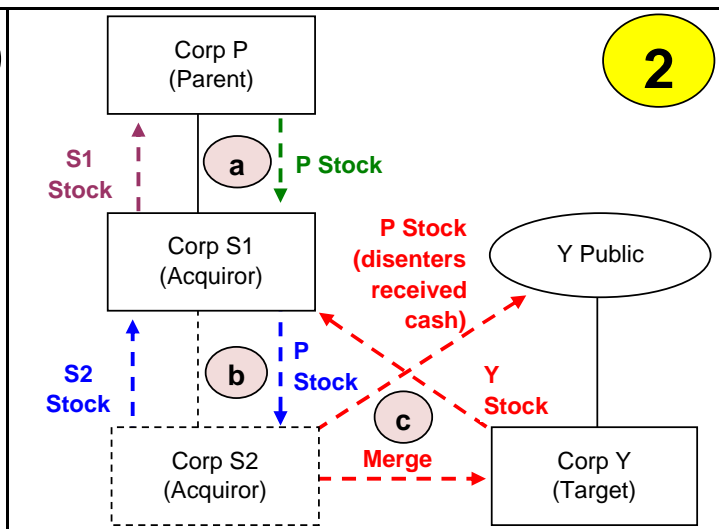 Corp P
(Parent)
2
S1
Stock
a
P Stock
Corp S1
(Acquiror)
P Stock
(disenters
received
cash)
Y Public
S2
Stock
b
P
Stock
c
Y
Stock
Corp S2
(Acquiror)
Merge
Corp Y
(Target)